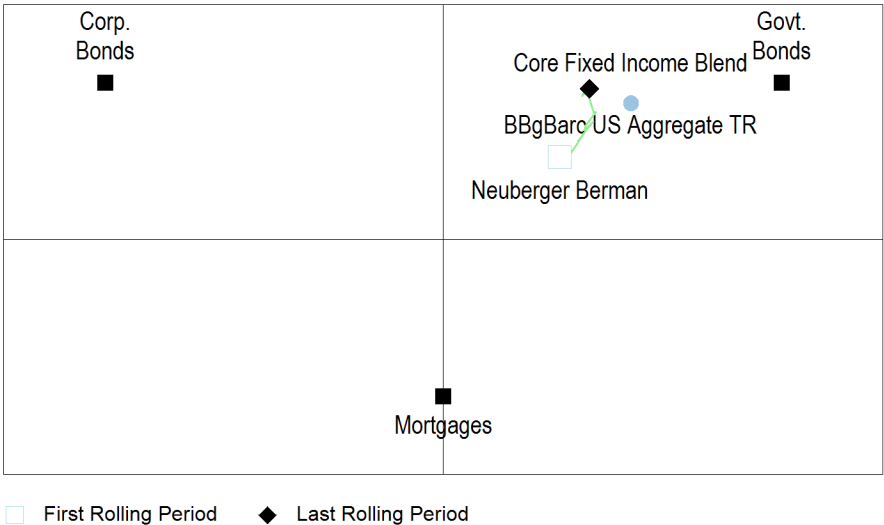 Corp.
Bonds
Govt.
Bonds
Core Fixed Income Blend
BBgBarc US Aggregate TR
Neuberger Berman
Mortgages
First Rolling Period
Last Rolling Period